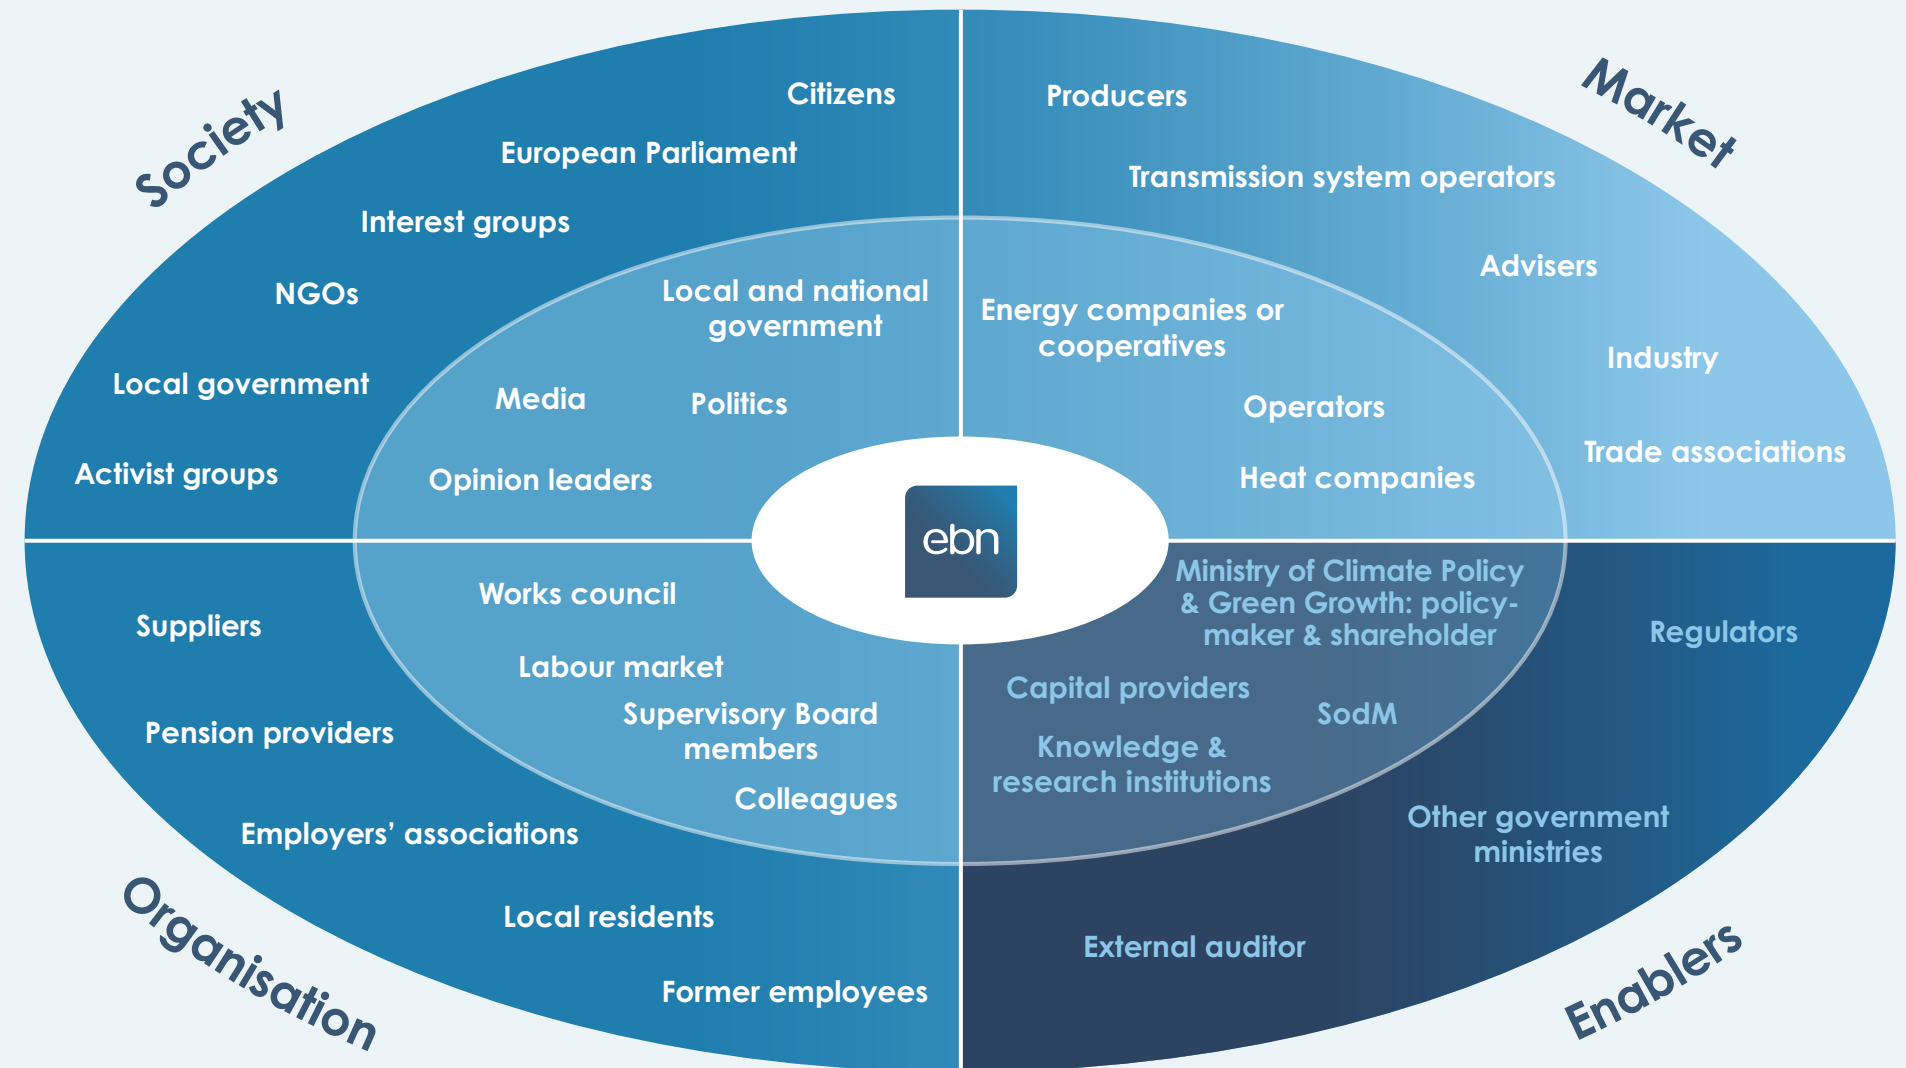 Society
Citizens
European Parliament
Interest groups
NGOs
Local government
Activist groups
Local and national
government
Media
Politics
Opinion leaders
Market
Producers
Transmission system operators
Advisers
Industry
Trade associations
Energy companies or
cooperatives
Operators
Heat companies
ebn
Organisation
Works council
Labour market
Supervisory Board
members
Colleagues
Suppliers
Pension providers
Employers’ associations
Local residents
Former employees
Enablers
Ministry of Climate Policy
& Green Growth: policy-
maker & shareholder
Capital providers
SodM
Knowledge &
research institutions
Regulators
Other government
ministries
External auditor